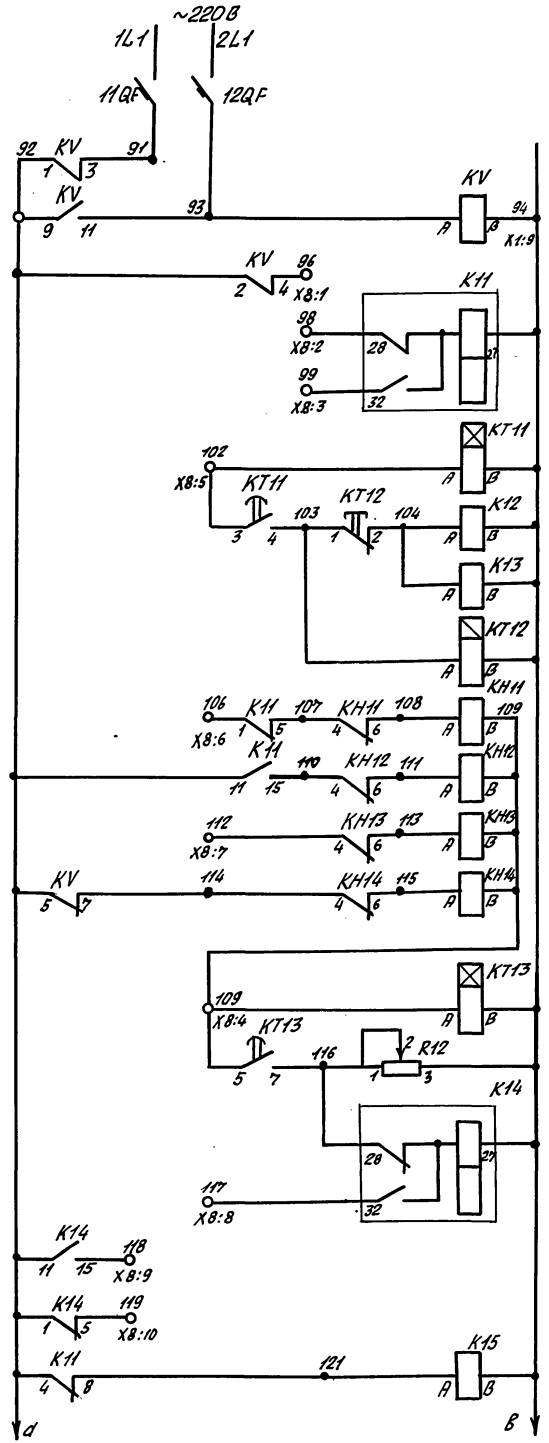 ~220В
1L1 2L1
11QF 12QF
92 KV 91
1 3
KV 93 KV 94
9 11 A B X1:9
KV 96
2 4 X8:1
K11
98
X8:2 28 27
99
X8:3 32
102 KT11
X8:5 A B
KT11 103 KT12 104 K12
3 4 1 2 A B
K13
A B
KT12
A B
KH11
106 K11 107 KH11 108 109
X8:6 1 5 4 6 A B
K11 110 KH12 111 KH12
11 15 4 6 A B
112 KH13 113 KH13
X8:7 4 6 A B
KV 114 KH14 115 KH14
5 7 4 6 A B
KT13
109
X8:4 A B
KT13 116 2 R12
5 7 1 3
K14
28 27
117
X8:8 32
K14 118
11 15 X8:9
K14 119
1 5 X8:10
K11 121 K15
4 8 A B
a в